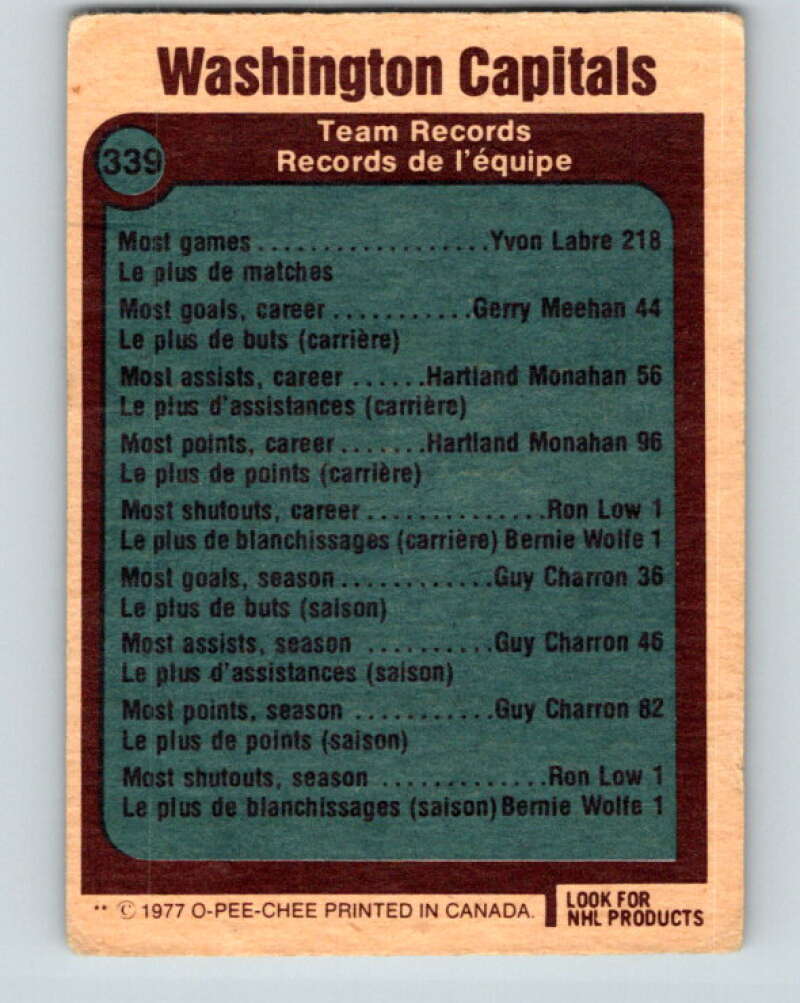 Washington Capitals
339
Team Records
Records de l'équipe
Most games..................Yvon Labre 218
Le plus de matches
Most goals, career...........Gerry Meehan 44
Le plus de buts (carrière)
Most assists, career ......Hartland Monahan 56
Le plus d'assistances (carrière)
Most points, career.......Hartland Monahan 96
Le plus de points (carrière)
Most shutouts, career..............Ron Low 1
Le plus de blanchissages (carrière) Bernie Wolfe 1
Most goals, season............Guy Charron 36
Le plus de buts (saison)
Most assists, season ..........Guy Charron 46
Le plus d'assistances (saison)
Most points, season ...........Guy Charron 82
Le plus de points (saison)
Most shutouts, season .............Ron Low 1
Le plus de blanchissages (saison) Bernie Wolfe 1
** © 1977 O-PEE-CHEE PRINTED IN CANADA.
LOOK FOR
NHL PRODUCTS